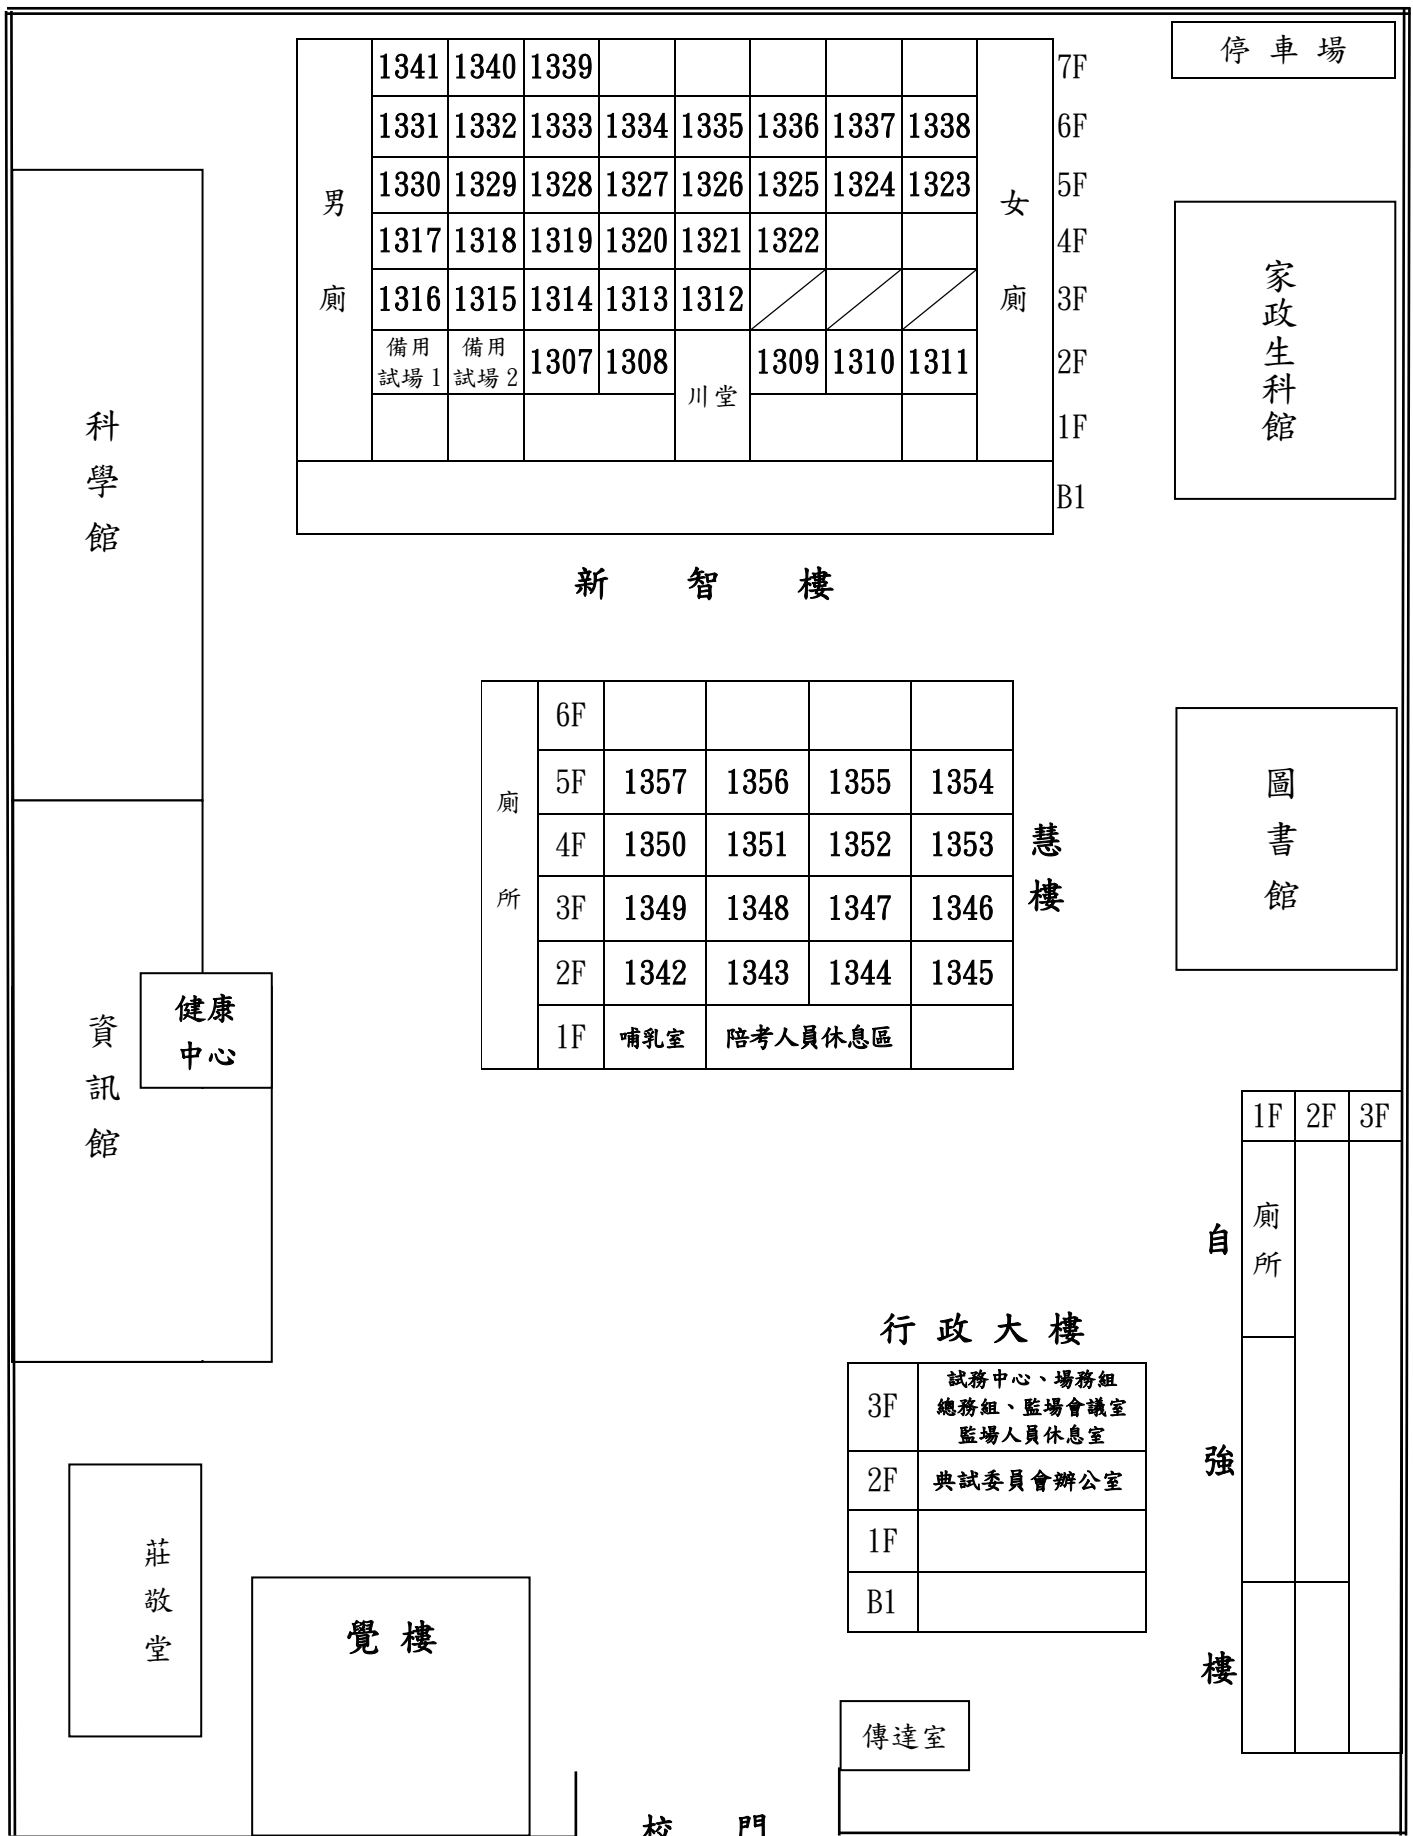 停車場
1341 1340 1339 7F
1331 1332 1333 1334 1335 1336 1337 1338 6F
男廁
1330 1329 1328 1327 1326 1325 1324 1323 5F
女廁
1317 1318 1319 1320 1321 1322 4F
1316 1315 1314 1313 1312 3F
備用試場1 備用試場2 1307 1308 川堂 1309 1310 1311 2F
1F
B1
新智樓
家政生科館
科學館
廁所
6F
5F 1357 1356 1355 1354
4F 1350 1351 1352 1353
3F 1349 1348 1347 1346
2F 1342 1343 1344 1345
1F 哺乳室 陪考人員休息區
慧樓
圖書館
健康
中心
資訊館
1F 2F 3F
廁所
自強樓
行政大樓
3F 試務中心、場務組
總務組、監場會議室
監場人員休息室
2F 典試委員會辦公室
1F
B1
莊敬堂
覺樓
傳達室
校門